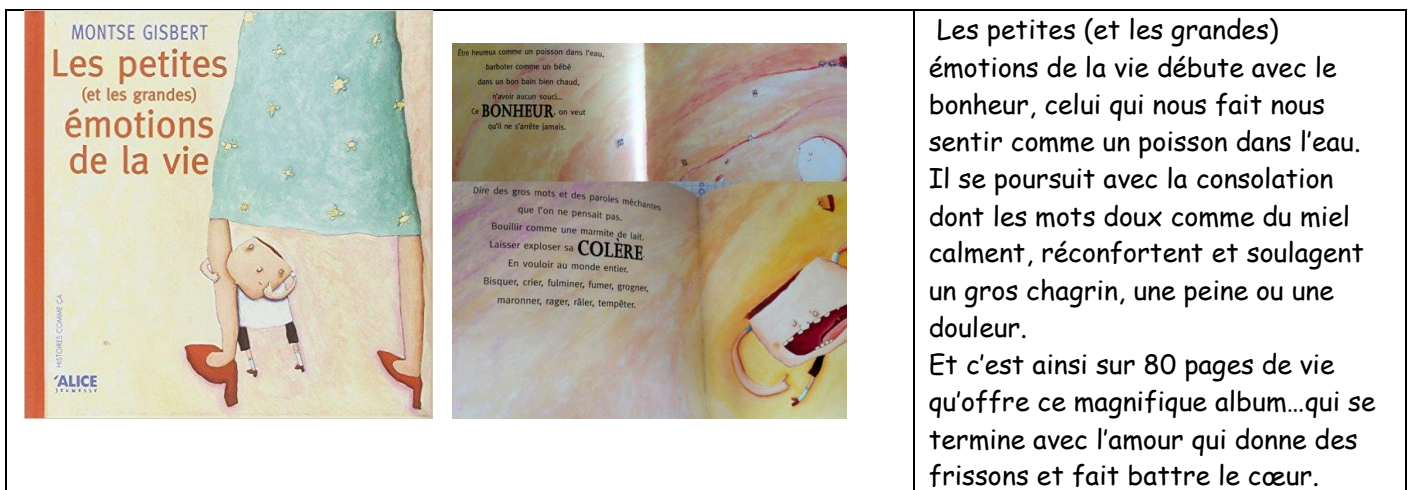 MONTSE GISBERT
Les petites
(et les grandes)
émotions
de la vie
HISTOIRES COMME ÇA
'ALICE
JEUNESSE
Être heureux comme un poisson dans l'eau,
barboter comme un bébé
dans un bon bain bien chaud,
n'avoir aucun souci...
Ce BONHEUR, on veut
qu'il ne s'arrête jamais.
Dire des gros mots et des paroles méchantes
que l'on ne pensait pas.
Bouillir comme une marmite de lait.
Laisser exploser sa COLÈRE
En vouloir au monde entier.
Bisquer, crier, fulminer, fumer, grogner,
maronner, rager, râler, tempêter.
Les petites (et les grandes)
émotions de la vie débute avec le
bonheur, celui qui nous fait nous
sentir comme un poisson dans l'eau.
Il se poursuit avec la consolation
dont les mots doux comme du miel
calment, réconfortent et soulagent
un gros chagrin, une peine ou une
douleur.
Et c'est ainsi sur 80 pages de vie
qu'offre ce magnifique album…qui se
termine avec l'amour qui donne des
frissons et fait battre le cœur.